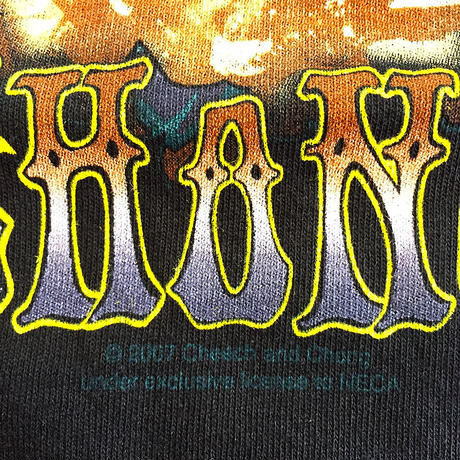 HON
© 2007 Cheech and Chong
under exclusive license to NECA